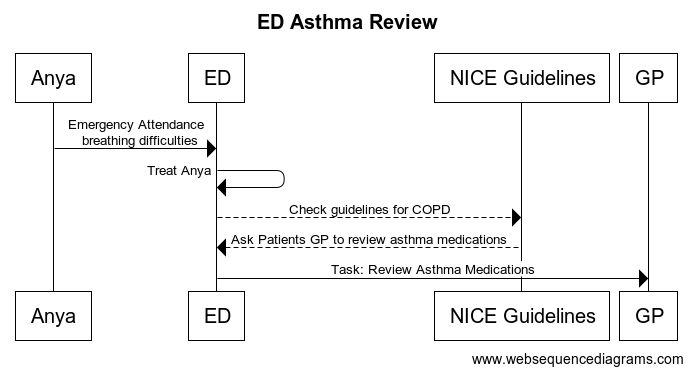 ED Asthma Review
Anya
ED
NICE Guidelines
GP
Emergency Attendance
breathing difficulties
Treat Anya
Check guidelines for COPD
Ask Patients GP to review asthma medications
Task: Review Asthma Medications
Anya
ED
NICE Guidelines
GP
www.websequencediagrams.com